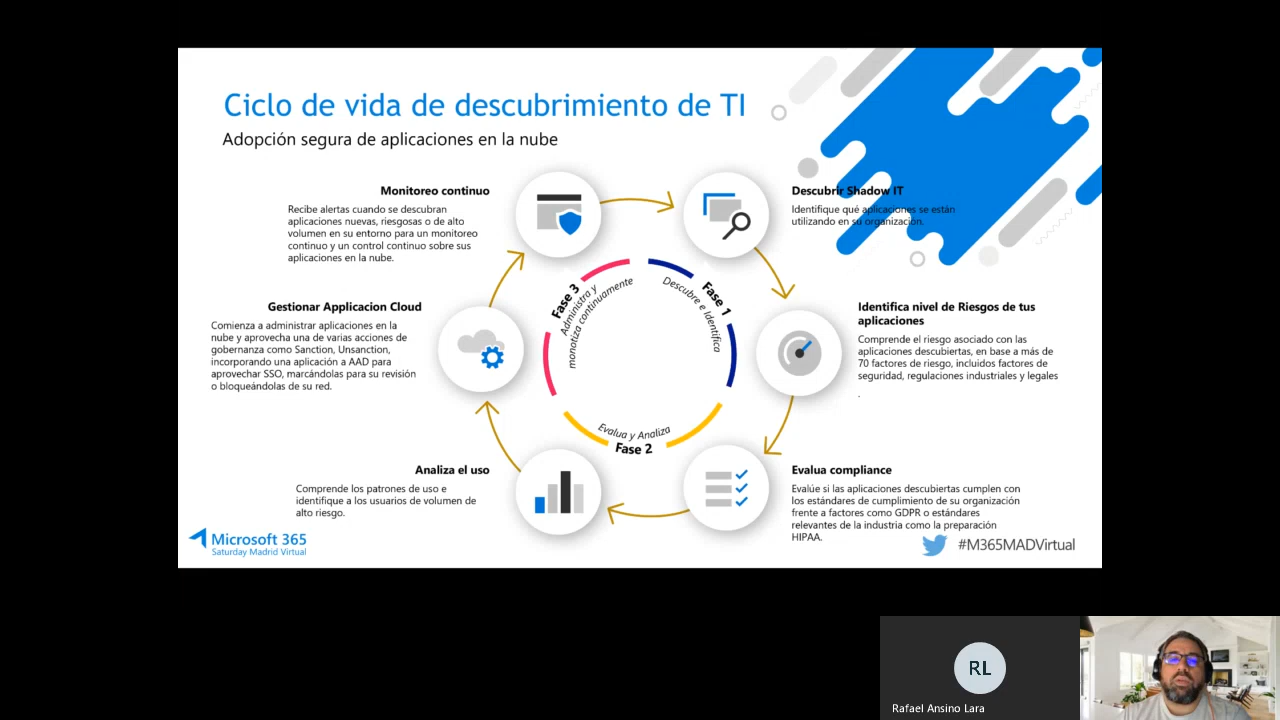 Ciclo de vida de descubrimiento de TI
Adopción segura de aplicaciones en la nube
Monitoreo continuo
Recibe alertas cuando se descubran
aplicaciones nuevas, riesgosas o de alto
volumen en su entorno para un monitoreo
continuo y un control continuo sobre sus
aplicaciones en la nube.
Descubrir Shadow IT
Identifique qué aplicaciones se están
utilizando en su organización.
Gestionar Applicacion Cloud
Comienza a administrar aplicaciones en la
nube y aprovecha una de varias acciones de
gobernanza como Sanction, Unsanction,
incorporando una aplicación a AAD para
aprovechar SSO, marcándolas para su revisión
o bloqueándolas de su red.
Fase 3
Administra y
monotiza continuamente
Fase 1
Descubre e Identifica
Identifica nivel de Riesgos de tus
aplicaciones
Comprende el riesgo asociado con las
aplicaciones descubiertas, en base a más de
70 factores de riesgo, incluidos factores de
seguridad, regulaciones industriales y legales
.
Evalua y Analiza
Fase 2
Analiza el uso
Comprende los patrones de uso e
identifique a los usuarios de volumen de
alto riesgo.
Evalua compliance
Evalúe si las aplicaciones descubiertas cumplen con
los estándares de cumplimiento de su organización
frente a factores como GDPR o estándares
relevantes de la industria como la preparación
HIPAA.
Microsoft 365
Saturday Madrid Virtual
#M365MADVirtual
RL
Rafael Ansino Lara